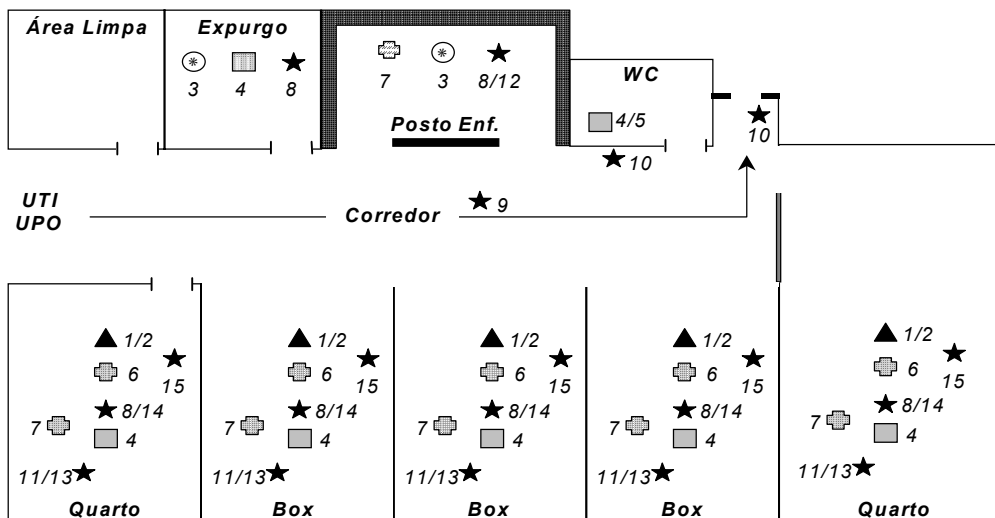 Área Limpa
Expurgo
3 4 8
7 3 8/12
Posto Enf.
WC
4/5
10
10
UTI
UPO
Corredor
9
1/2 1/2 1/2 1/2 1/2
6 15 6 15 6 15 6 15 6 15
7 8/14 7 8/14 7 8/14 7 8/14 7 8/14
4 4 4 4 4
11/13 11/13 11/13 11/13 11/13
Quarto Box Box Box Quarto